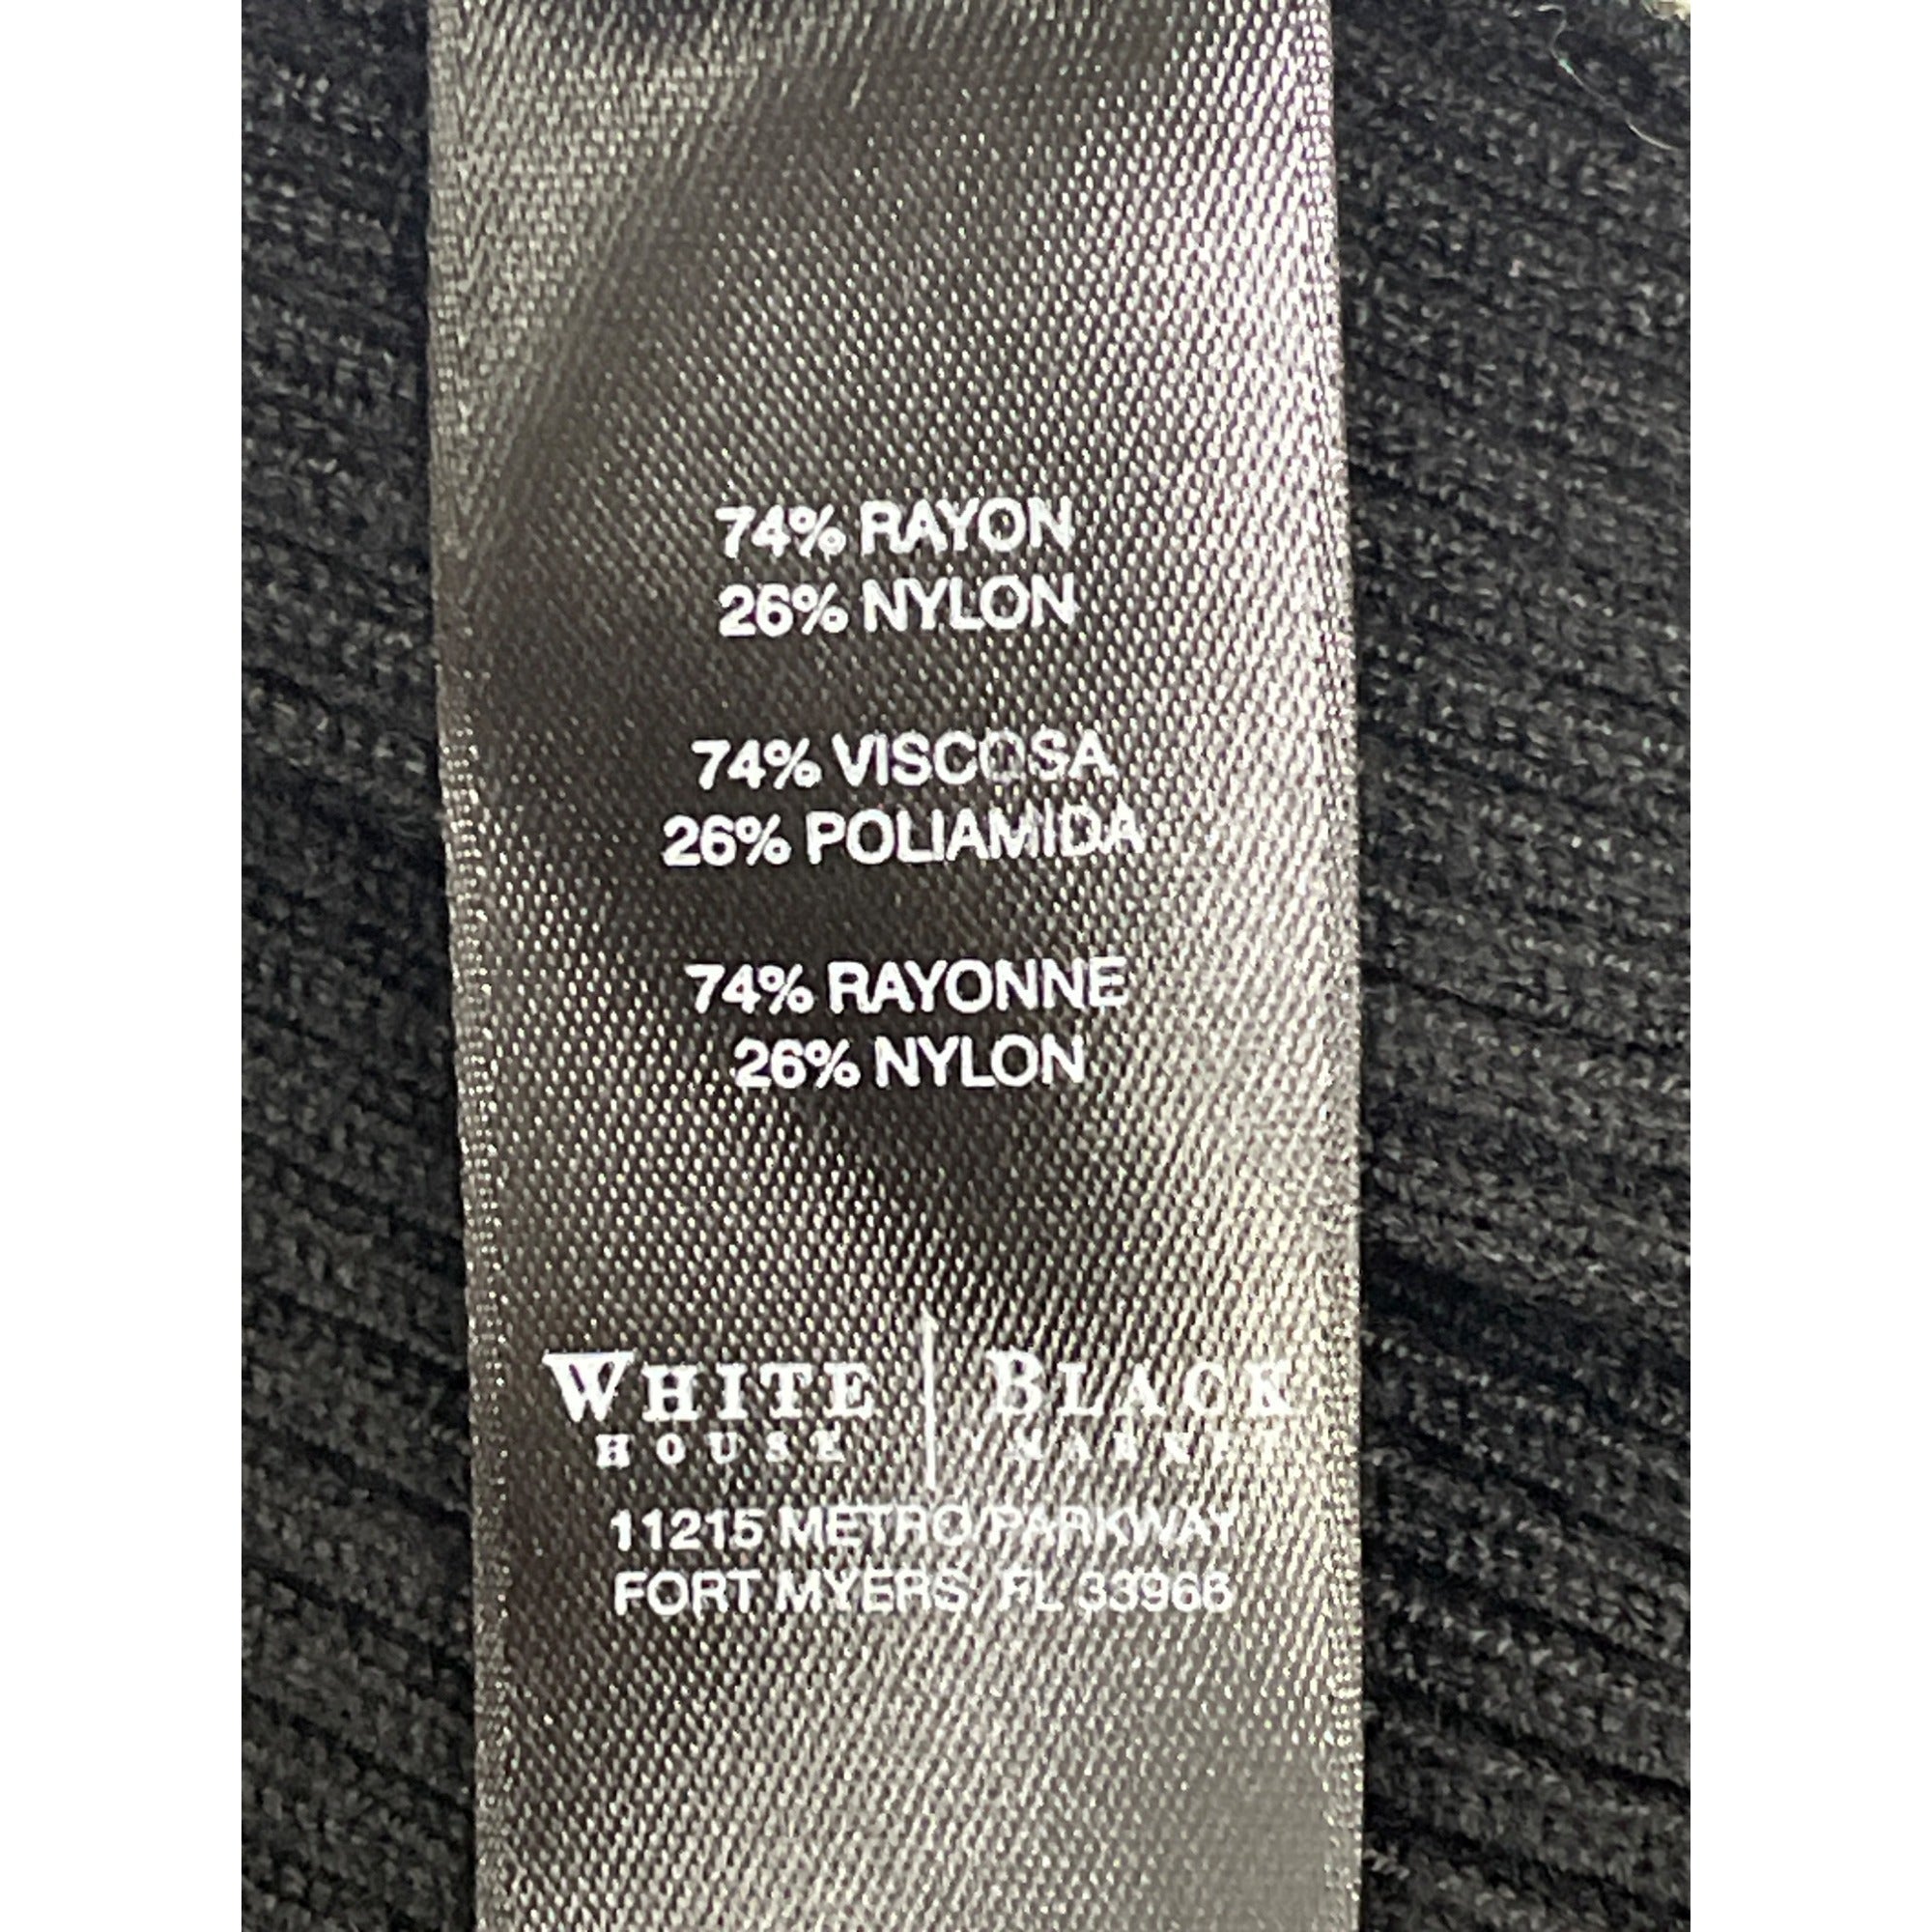 74% RAYON
26% NYLON
74% VISCOSA
26% POLIAMIDA
74% RAYONNE
26% NYLON
WHITE | BLACK
HOUSE MARKET
11215 METRO PARKWAY
FORT MYERS, FL 33966